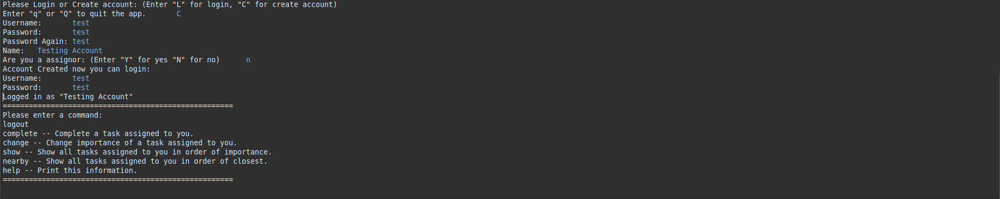 Please Login or Create account: (Enter "L" for login, "C" for create account)
Enter "q" or "Q" to quit the app.       C
Username:       test
Password:       test
Password Again: test
Name:   Testing Account
Are you a assignor: (Enter "Y" for yes "N" for no)      n
Account Created now you can login:
Username:       test
Password:       test
Logged in as "Testing Account"
=====================================================
Please enter a command:
logout
complete -- Complete a task assigned to you.
change -- Change importance of a task assigned to you.
show -- Show all tasks assigned to you in order of importance.
nearby -- Show all tasks assigned to you in order of closest.
help -- Print this information.
=====================================================